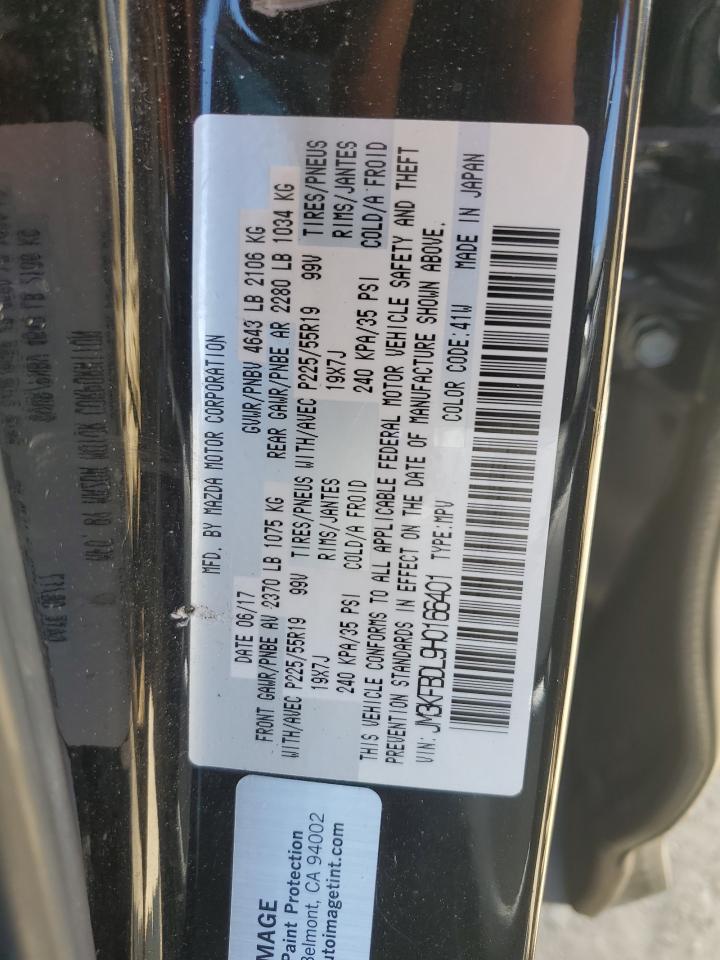 MFD. BY MAZDA MOTOR CORPORATION
DATE 06/17 GVWR/PNBV 4643 LB 2106 KG
FRONT GAWR/PNBE AV 2370 LB 1075 KG REAR GAWR/PNBE AR 2280 LB 1034 KG
WITH/AVEC P225/55R19 99V TIRES/PNEUS WITH/AVEC P225/55R19 99V TIRES/PNEUS
19X7J RIMS/JANTES 19X7J RIMS/JANTES
240 KPA/35 PSI COLD/A FROID 240 KPA/35 PSI COLD/A FROID
THIS VEHICLE CONFORMS TO ALL APPLICABLE FEDERAL MOTOR VEHICLE SAFETY AND THEFT
PREVENTION STANDARDS IN EFFECT ON THE DATE OF MANUFACTURE SHOWN ABOVE.
VIN: JM3KFBDL9H0166401 TYPE:MPV COLOR CODE:41W MADE IN JAPAN
IMAGE
Paint Protection
Belmont, CA 94002
utoimagetint.com